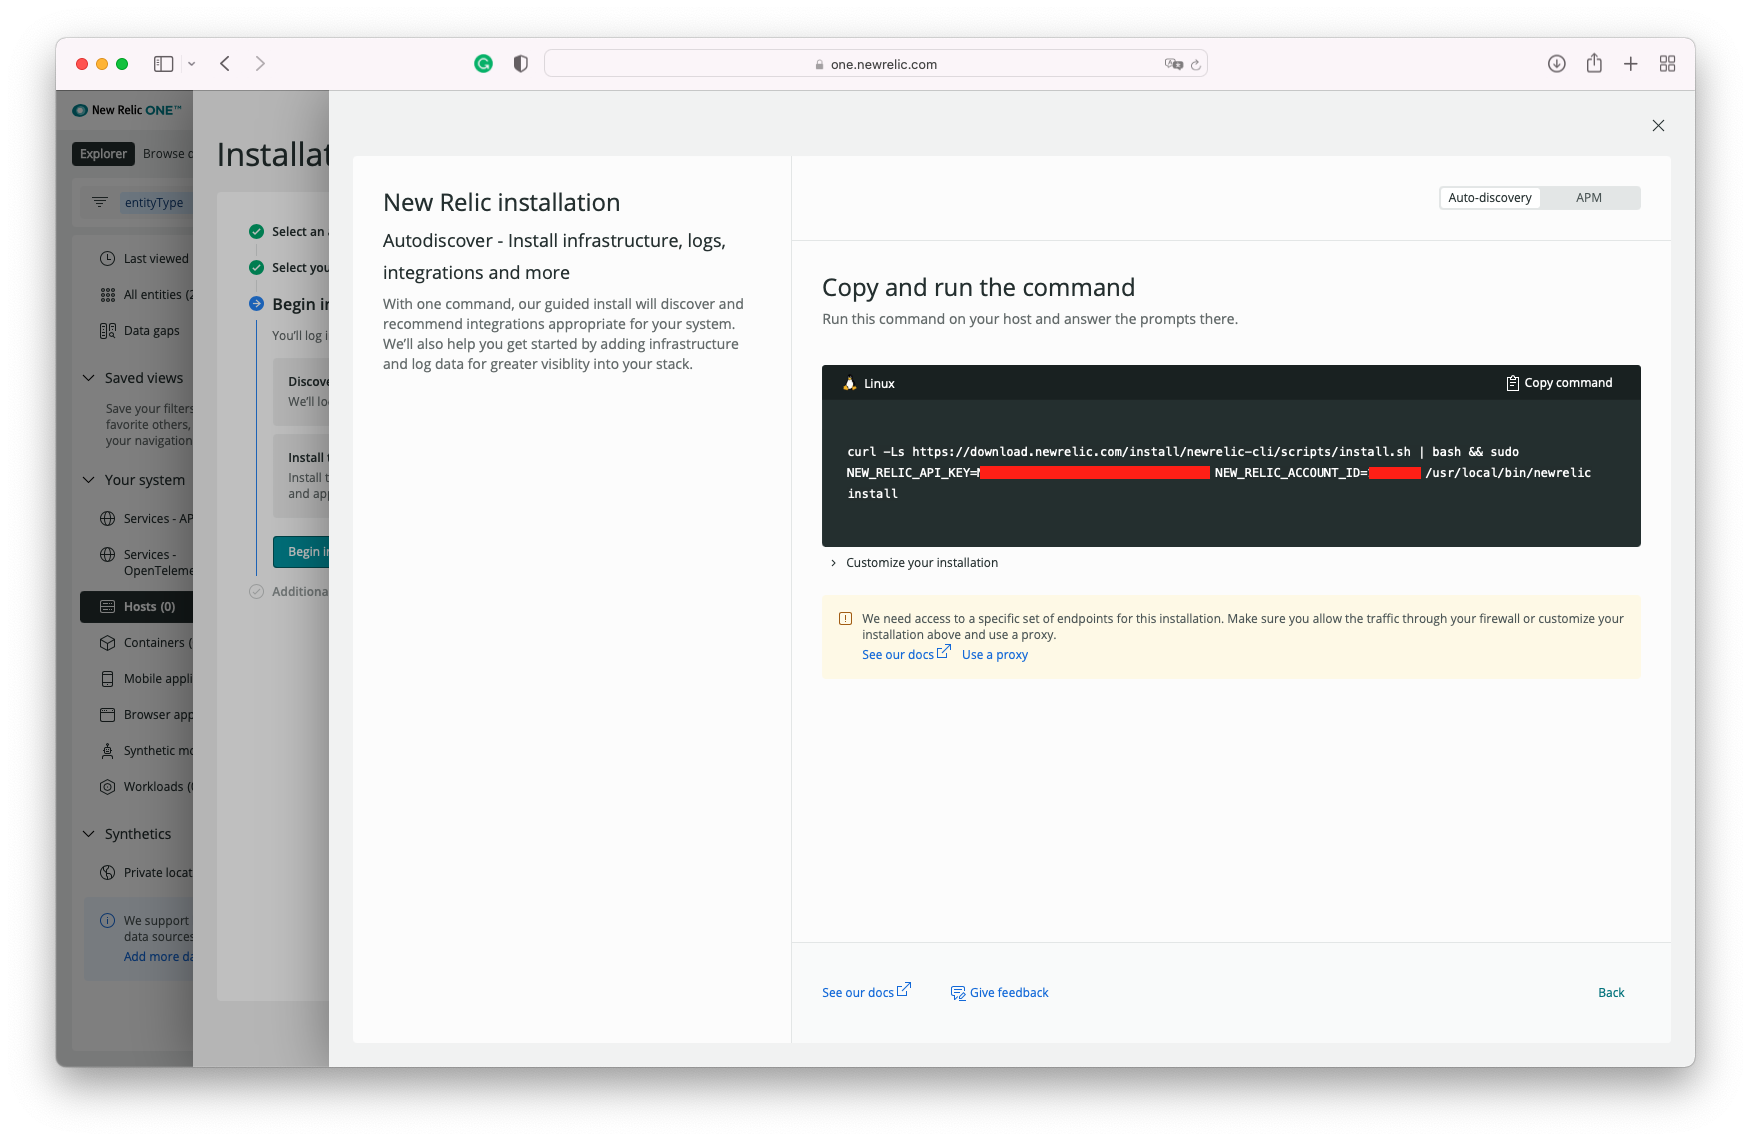 one.newrelic.com
New Relic ONE™
Explorer
Browse
entityType
Last viewed
All entities
Data gaps
Saved views
Save your filters
favorite others,
your navigation
Your system
Services - AP
Services -
OpenTeleme
Hosts (0)
Containers (
Mobile appli
Browser app
Synthetic mo
Workloads
Synthetics
Private locat
We support
data sources
Add more da
Installat
Select an
Select you
Begin in
You'll log i
Discove
We'll lo
Install t
Install t
and app
Begin in
Additiona
New Relic installation
Autodiscover - Install infrastructure, logs,
integrations and more
With one command, our guided install will discover and
recommend integrations appropriate for your system.
We'll also help you get started by adding infrastructure
and log data for greater visiblity into your stack.
Auto-discovery
APM
Copy and run the command
Run this command on your host and answer the prompts there.
Linux
Copy command
curl -Ls https://download.newrelic.com/install/newrelic-cli/scripts/install.sh | bash && sudo
NEW_RELIC_API_KEY= NEW_RELIC_ACCOUNT_ID= /usr/local/bin/newrelic
install
Customize your installation
We need access to a specific set of endpoints for this installation. Make sure you allow the traffic through your firewall or customize your
installation above and use a proxy.
See our docs Use a proxy
See our docs
Give feedback
Back